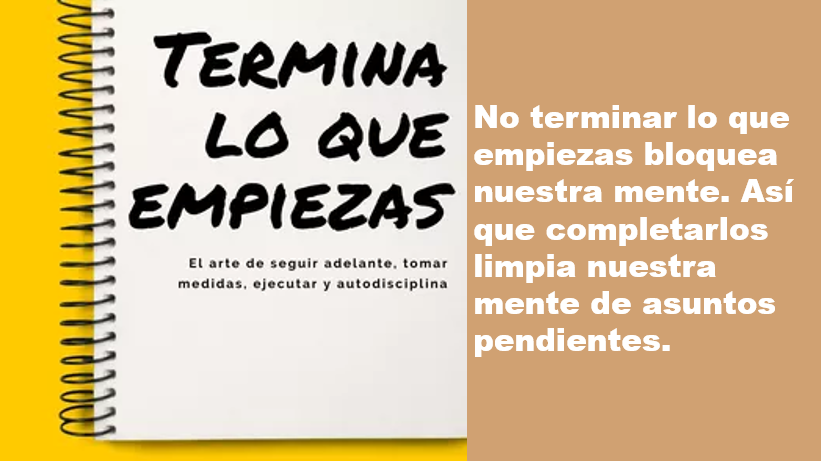 TERMINA
LO QUE
EMPIEZAS
El arte de seguir adelante, tomar
medidas, ejecutar y autodisciplina
No terminar lo que
empiezas bloquea
nuestra mente. Así
que completarlos
limpia nuestra
mente de asuntos
pendientes.